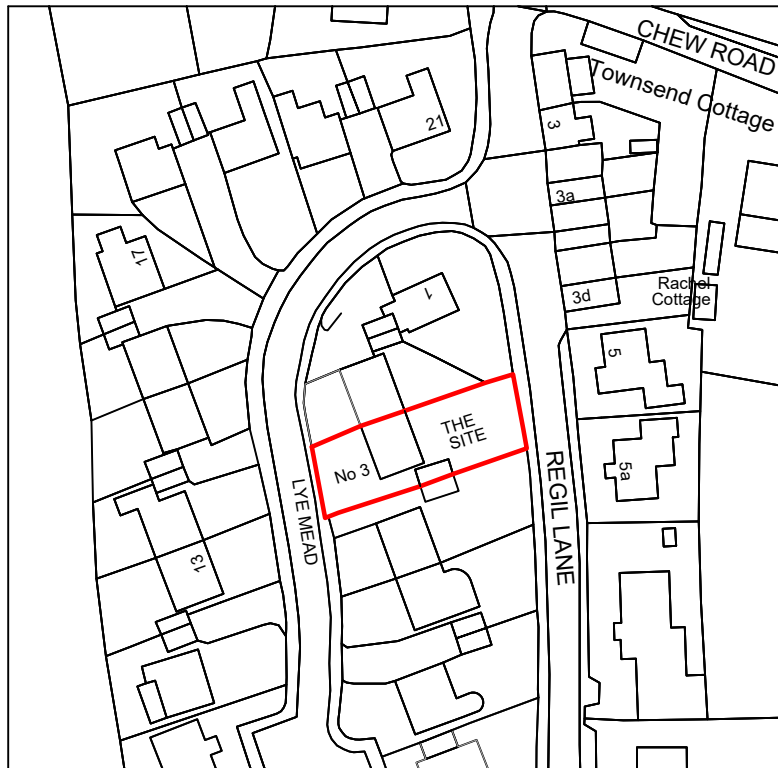 CHEW ROAD
Townsend Cottage
21
3
3a
17
Rachel
Cottage
3d
1
5
THE
SITE
No 3
5a
LYE MEAD
REGIL LANE
13